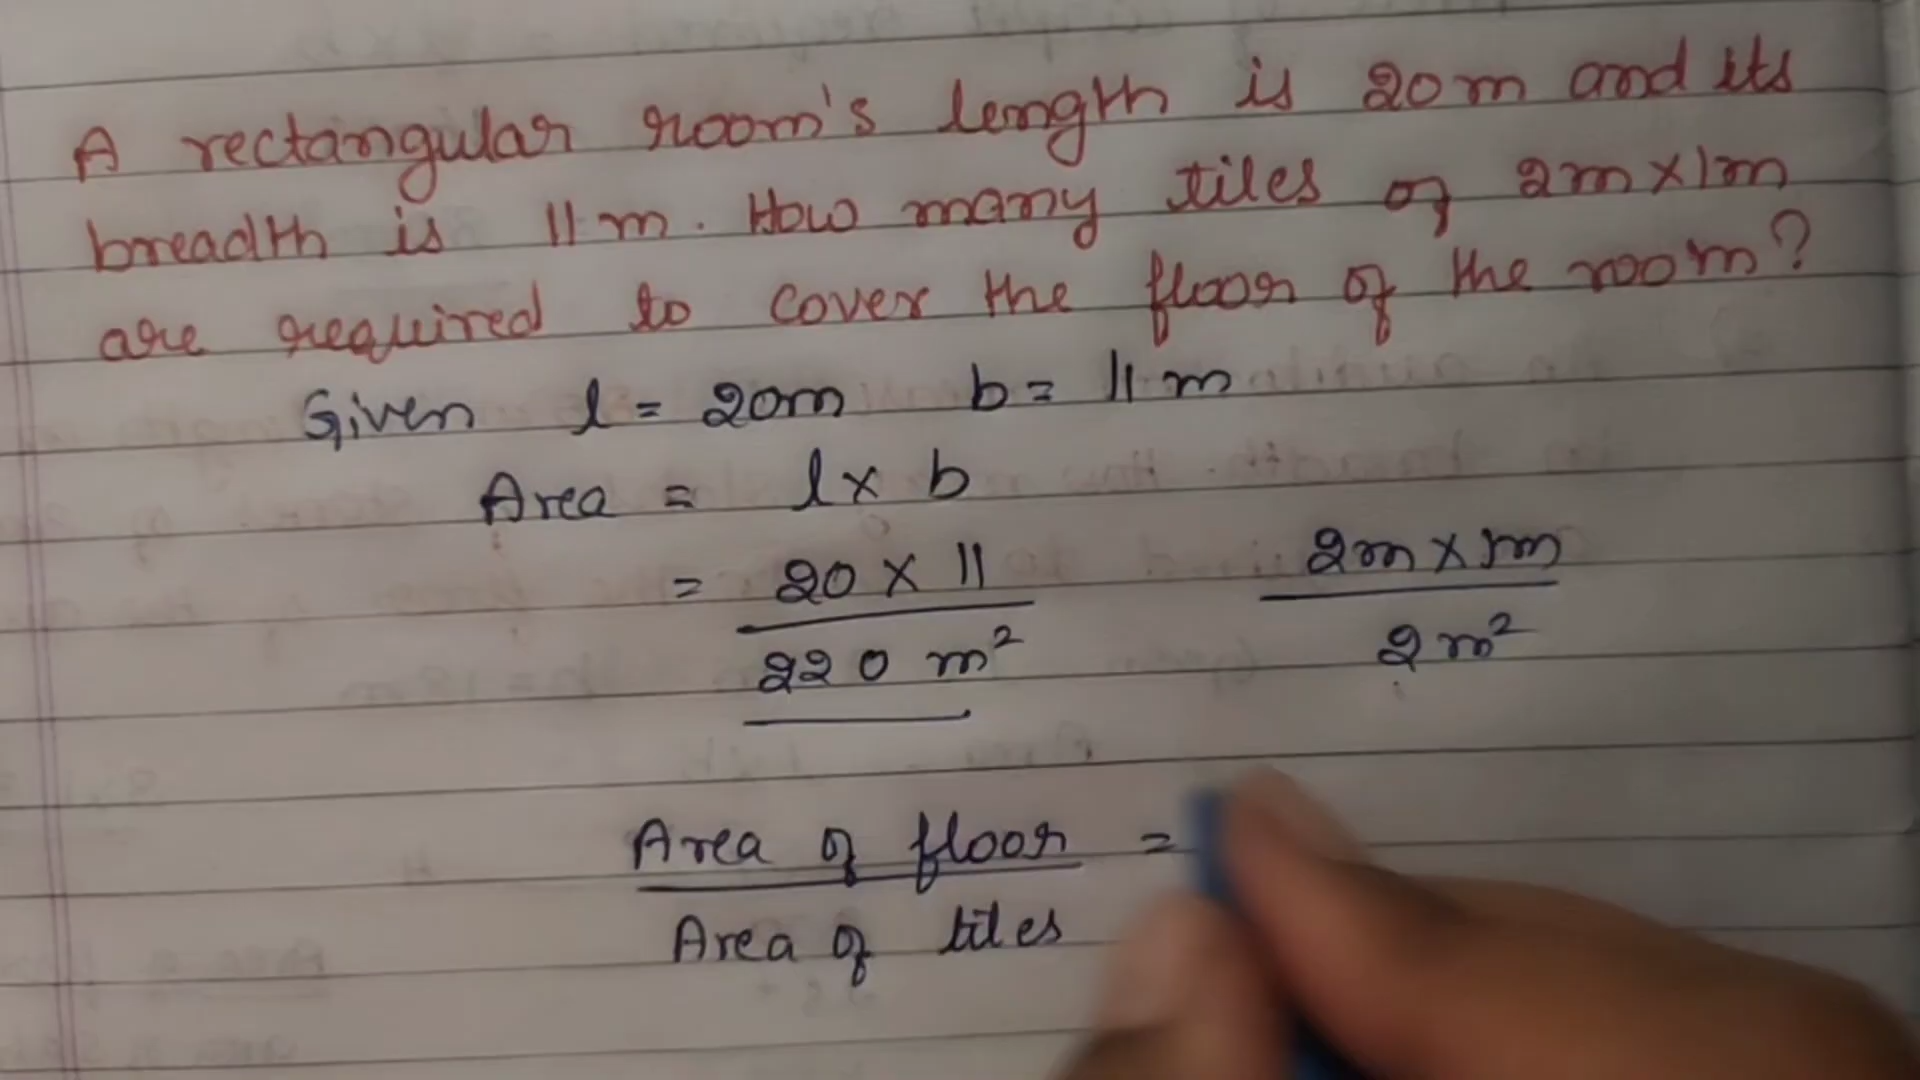 A rectangular room's length is 20m and its
breadth is 11m. How many tiles of 2m×1m
are required to cover the floor of the room?
Given l = 20m b = 11m
Area = l × b
= 20 × 11 2m×1m
220 m² 2m²
Area of floor =
Area of tiles